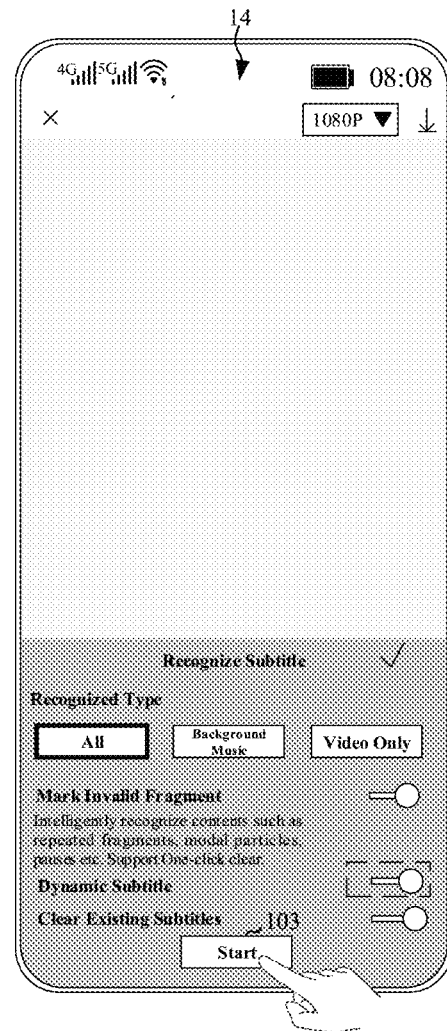 14
4G 5G 08:08
× 1080P
Recognize Subtitle
Recognized Type
All Background Music Video Only
Mark Invalid Fragment
Intelligently recognize contents such as
repeated fragments, modal particles,
pauses etc. Support One-click clear.
Dynamic Subtitle
Clear Existing Subtitles 103
Start